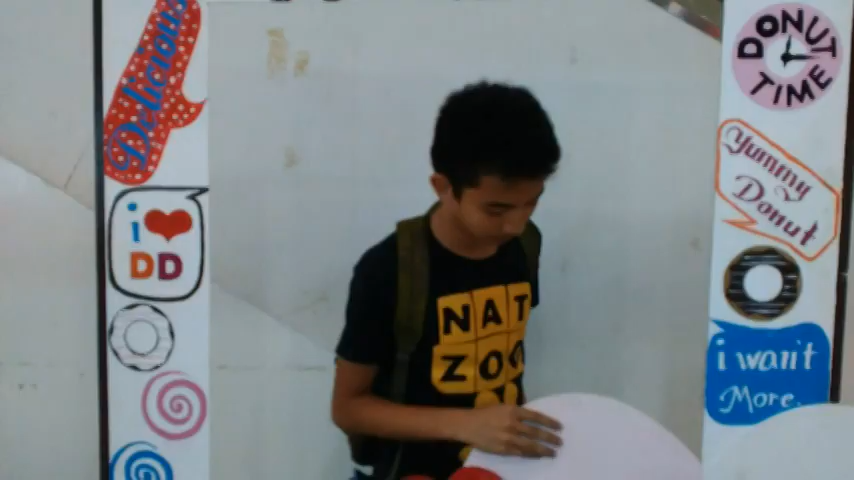 Delicious
i
DD
NAT
ZOO
DONUT
TIME
Yummy
Donut
i want
More.